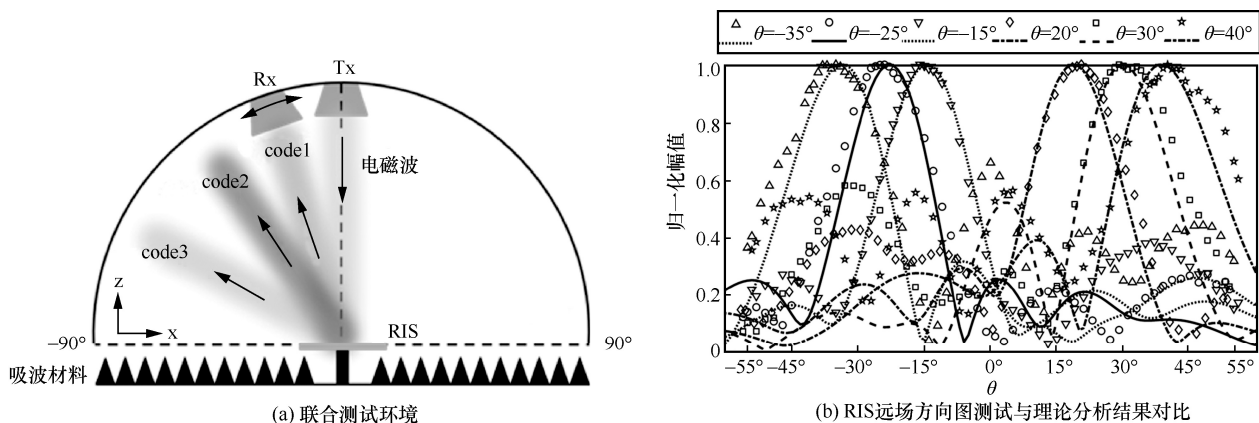 Tx
Rx
code1
电磁波
code2
code3
z
x
RIS
−90°
90°
吸波材料
(a) 联合测试环境
θ=−35° θ=−25° θ=−15° θ=20° θ=30° θ=40°
归一化幅值
1.0
0.8
0.6
0.4
0.2
0
−55° −45° −30° −15° 0° 15° 30° 45° 55°
θ
(b) RIS远场方向图测试与理论分析结果对比